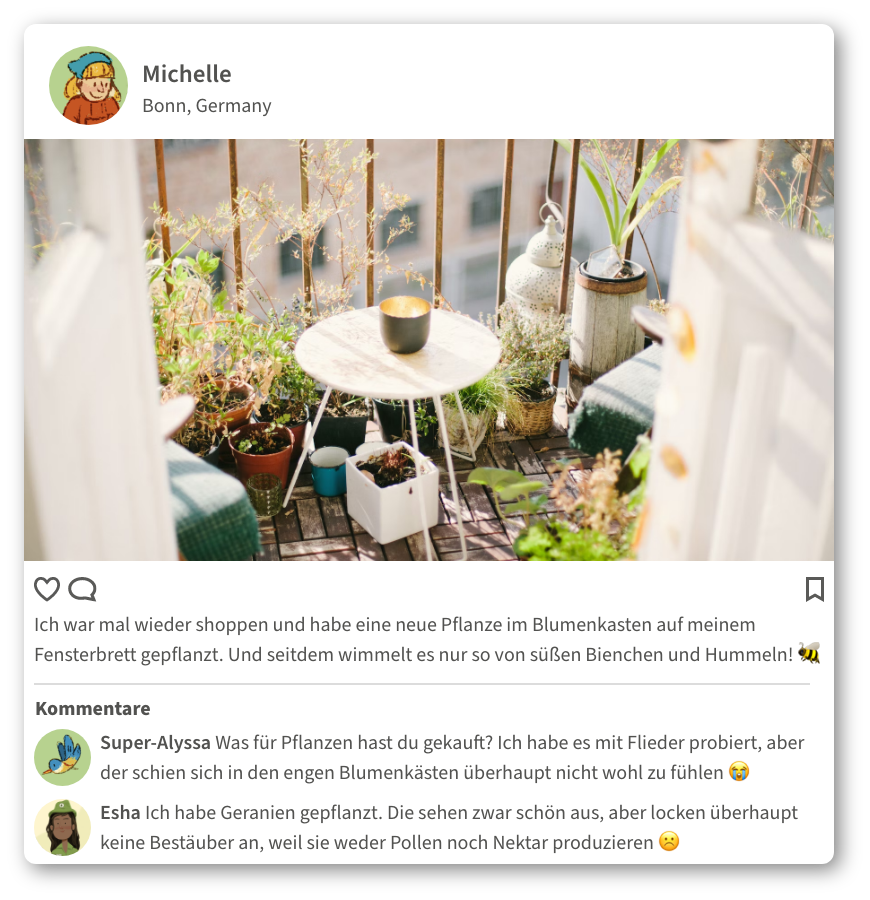 Michelle
Bonn, Germany
Ich war mal wieder shoppen und habe eine neue Pflanze im Blumenkasten auf meinem
Fensterbrett gepflanzt. Und seitdem wimmelt es nur so von süßen Bienchen und Hummeln! 🐝
Kommentare
Super-Alyssa Was für Pflanzen hast du gekauft? Ich habe es mit Flieder probiert, aber
der schien sich in den engen Blumenkästen überhaupt nicht wohl zu fühlen 😭
Esha Ich habe Geranien gepflanzt. Die sehen zwar schön aus, aber locken überhaupt
keine Bestäuber an, weil sie weder Pollen noch Nektar produzieren ☹️